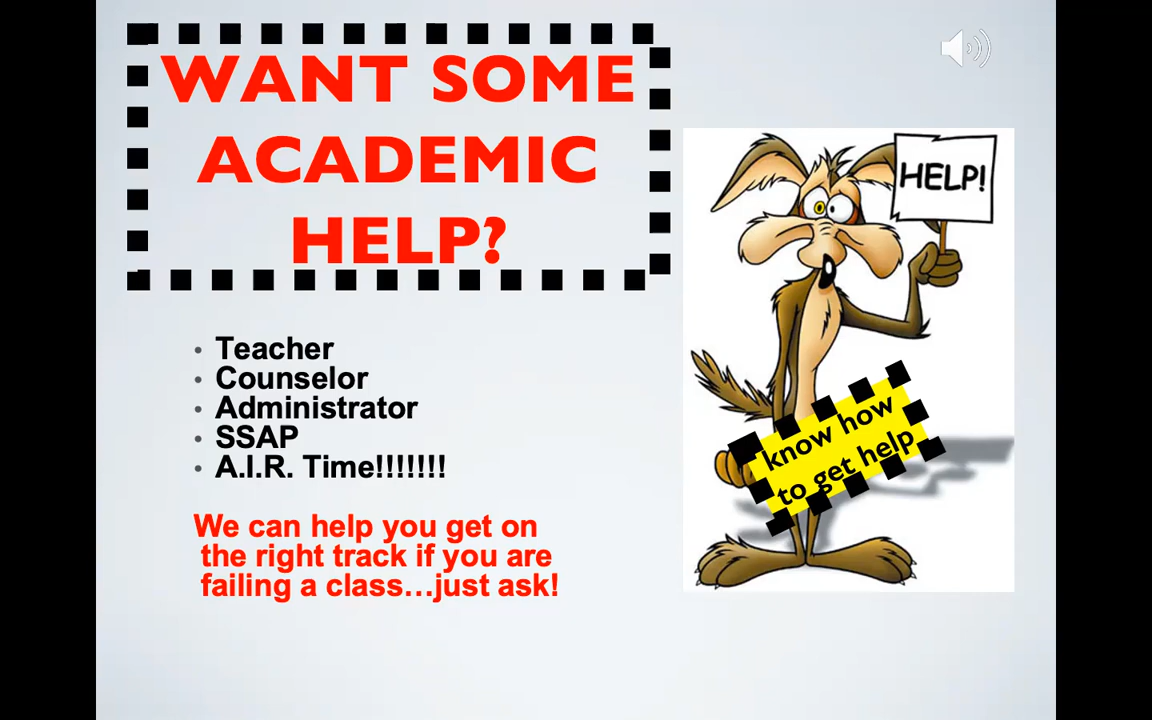 WANT SOME
ACADEMIC
HELP?
HELP!
• Teacher
• Counselor
• Administrator
• SSAP
• A.I.R. Time!!!!!!!
know how
to get help
We can help you get on
the right track if you are
failing a class…just ask!